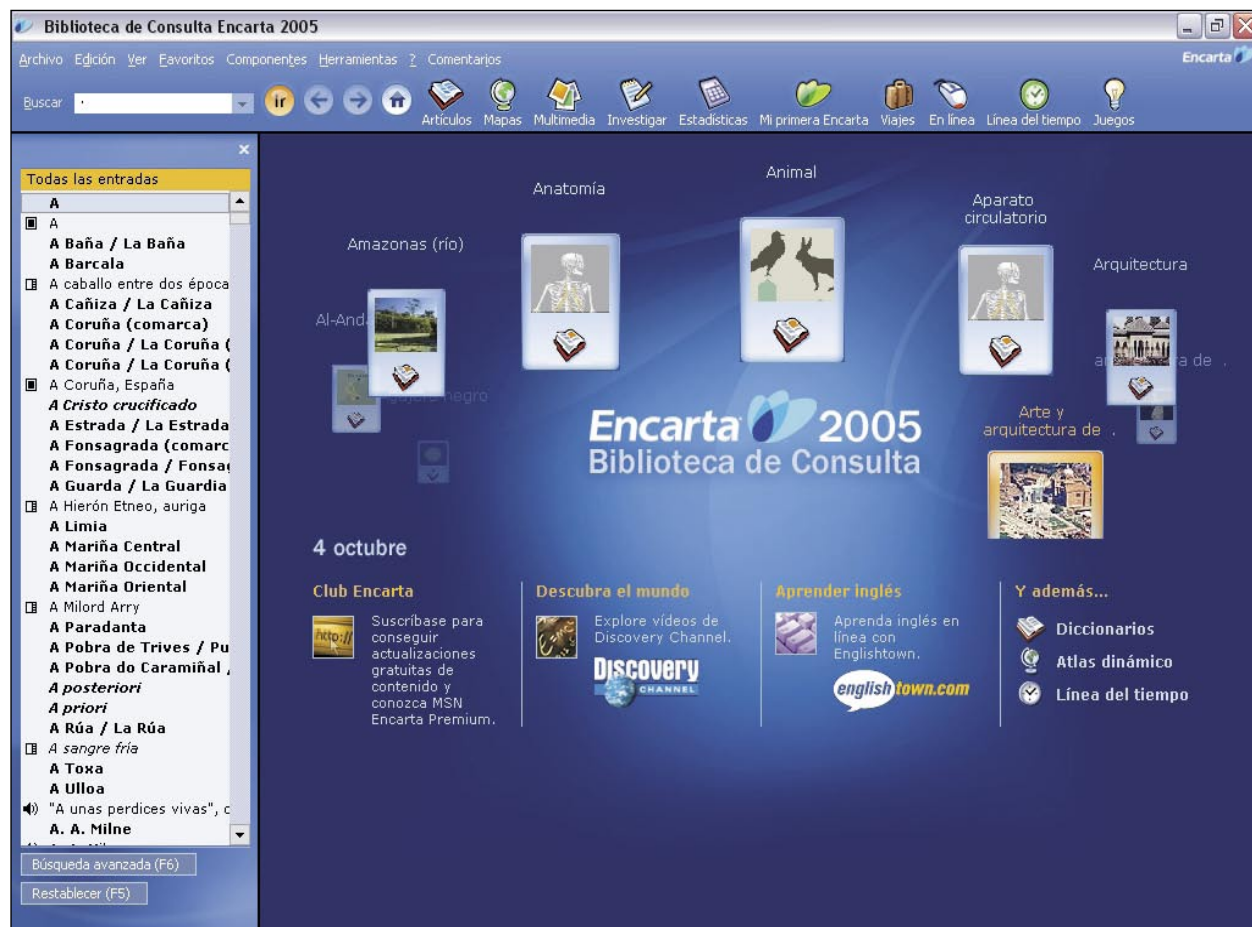 Biblioteca de Consulta Encarta 2005
Archivo Edición Ver Favoritos Componentes Herramientas ? Comentarios
Encarta
Buscar
ir
Artículos Mapas Multimedia Investigar Estadísticas Mi primera Encarta Viajes En línea Línea del tiempo Juegos
Todas las entradas
A
A
A Baña / La Baña
A Barcala
A caballo entre dos época
A Cañiza / La Cañiza
A Coruña (comarca)
A Coruña / La Coruña (
A Coruña / La Coruña (
A Coruña, España
A Cristo crucificado
A Estrada / La Estrada
A Fonsagrada (comarc
A Fonsagrada / Fonsag
A Guarda / La Guardia
A Hierón Etneo, auriga
A Limia
A Mariña Central
A Mariña Occidental
A Mariña Oriental
A Milord Arry
A Paradanta
A Pobra de Trives / Pu
A Pobra do Caramiñal /
A posteriori
A priori
A Rúa / La Rúa
A sangre fría
A Toxa
A Ulloa
"A unas perdices vivas", c
A. A. Milne
Búsqueda avanzada (F6)
Restablecer (F5)
Al-Anda
Amazonas (río)
Anatomía
Animal
Aparato
circulatorio
Arquitectura
negro
de .
Arte y
arquitectura de .
Encarta 2005
Biblioteca de Consulta
4 octubre
Club Encarta
http://
Suscríbase para
conseguir
actualizaciones
gratuitas de
contenido y
conozca MSN
Encarta Premium.
Descubra el mundo
Explore vídeos de
Discovery Channel.
DISCOVERY
CHANNEL
Aprender inglés
Aprenda inglés en
línea con
Englishtown.
englishtown.com
Y además...
Diccionarios
Atlas dinámico
Línea del tiempo